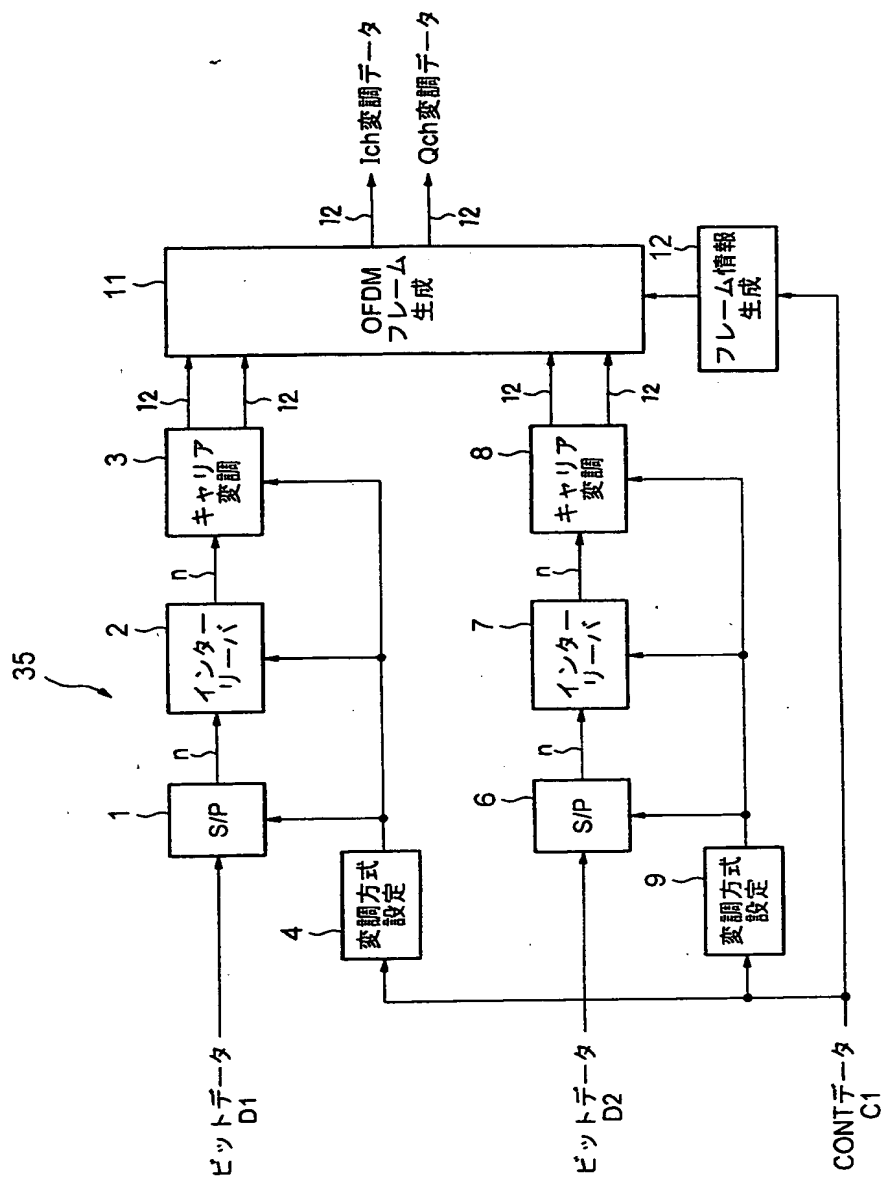 35
ビットデータ
D1
1
S/P
n
2
インター
リーバ
n
3
キャリア
変調
12
12
4
変調方式
設定
11
OFDM
フレーム
生成
12
Ich変調データ
12
Qch変調データ
ビットデータ
D2
6
S/P
n
7
インター
リーバ
n
8
キャリア
変調
12
12
9
変調方式
設定
12
フレーム情報
生成
CONTデータ
C1